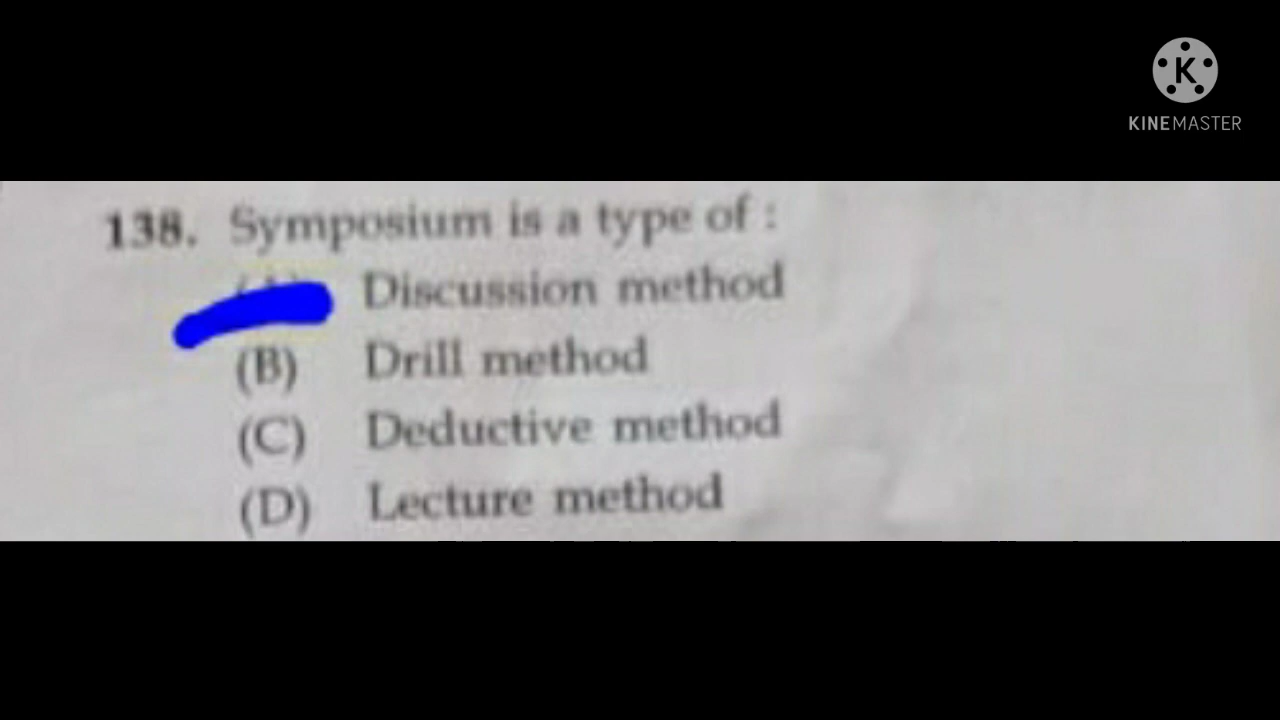 K
KINEMASTER
138. Symposium is a type of :
Discussion method
(B) Drill method
(C) Deductive method
(D) Lecture method